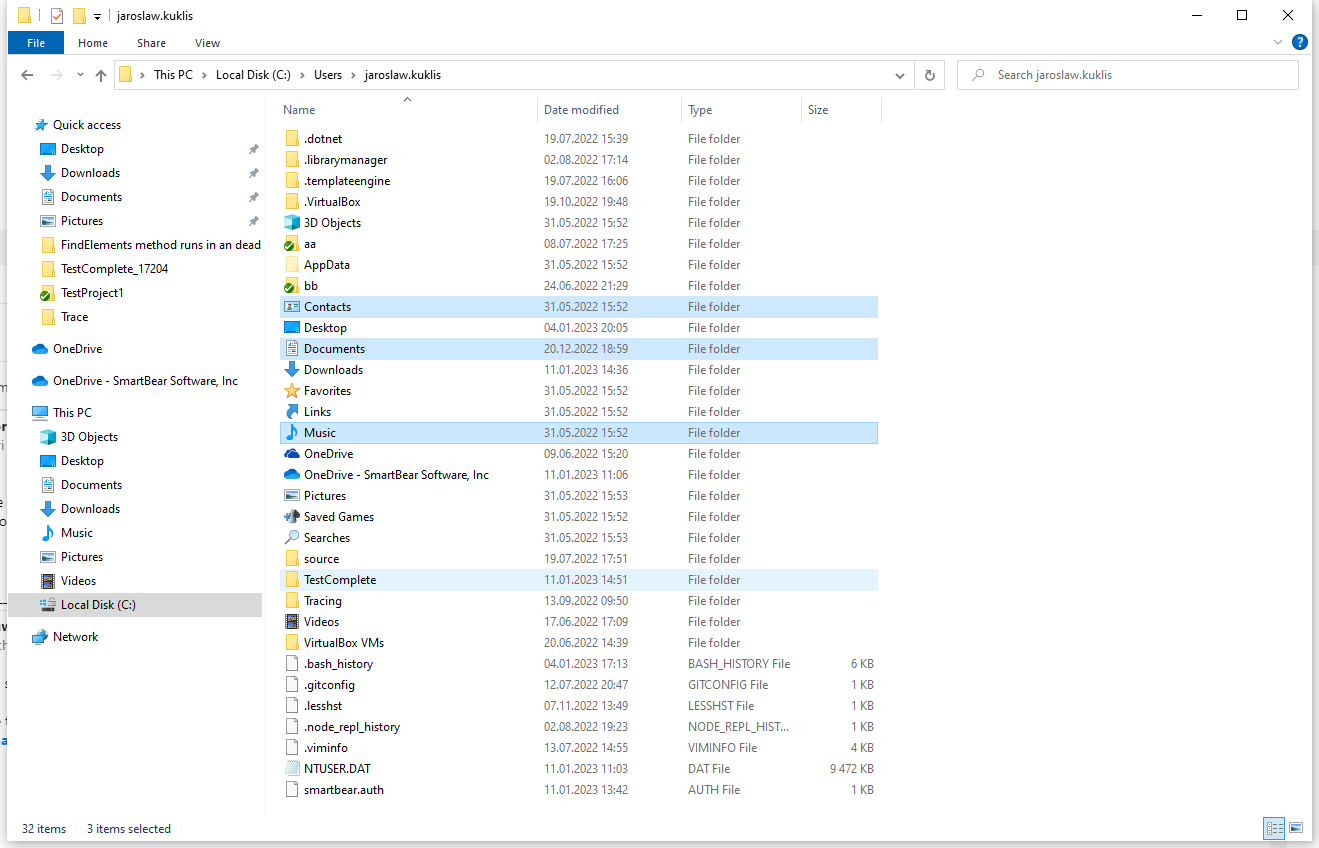 jaroslaw.kuklis
File Home Share View
This PC Local Disk (C:) Users jaroslaw.kuklis
Search jaroslaw.kuklis
Quick access
Desktop
Downloads
Documents
Pictures
FindElements method runs in an dead
TestComplete_17204
TestProject1
Trace
OneDrive
OneDrive - SmartBear Software, Inc
This PC
3D Objects
Desktop
Documents
Downloads
Music
Pictures
Videos
Local Disk (C:)
Network
Name Date modified Type Size
.dotnet 19.07.2022 15:39 File folder
.librarymanager 02.08.2022 17:14 File folder
.templateengine 19.07.2022 16:06 File folder
.VirtualBox 19.10.2022 19:48 File folder
3D Objects 31.05.2022 15:52 File folder
aa 08.07.2022 17:25 File folder
AppData 31.05.2022 15:52 File folder
bb 24.06.2022 21:29 File folder
Contacts 31.05.2022 15:52 File folder
Desktop 04.01.2023 20:05 File folder
Documents 20.12.2022 18:59 File folder
Downloads 11.01.2023 14:36 File folder
Favorites 31.05.2022 15:52 File folder
Links 31.05.2022 15:52 File folder
Music 31.05.2022 15:52 File folder
OneDrive 09.06.2022 15:20 File folder
OneDrive - SmartBear Software, Inc 11.01.2023 11:06 File folder
Pictures 31.05.2022 15:53 File folder
Saved Games 31.05.2022 15:52 File folder
Searches 31.05.2022 15:53 File folder
source 19.07.2022 17:51 File folder
TestComplete 11.01.2023 14:51 File folder
Tracing 13.09.2022 09:50 File folder
Videos 17.06.2022 17:09 File folder
VirtualBox VMs 20.06.2022 14:39 File folder
.bash_history 04.01.2023 17:13 BASH_HISTORY File 6 KB
.gitconfig 12.07.2022 20:47 GITCONFIG File 1 KB
.lesshst 07.11.2022 13:49 LESSHST File 1 KB
.node_repl_history 02.08.2022 19:23 NODE_REPL_HIST... 1 KB
.viminfo 13.07.2022 14:55 VIMINFO File 4 KB
NTUSER.DAT 11.01.2023 11:03 DAT File 9 472 KB
smartbear.auth 11.01.2023 13:42 AUTH File 1 KB
32 items 3 items selected